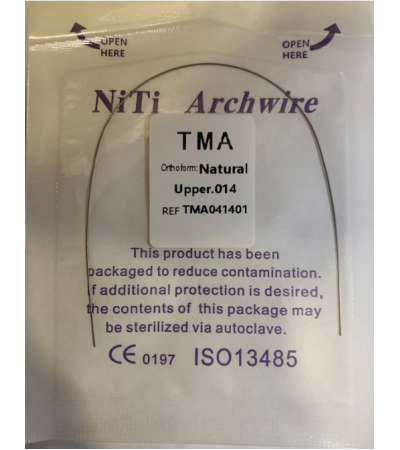 OPEN HERE
OPEN HERE
NiTi Archwire
TMA
Orthoform: Natural
Upper.014
REF TMA041401
This product has been
packaged to reduce contamination.
If additional protection is desired,
the contents of this package may
be sterilized via autoclave.
CE 0197 ISO13485